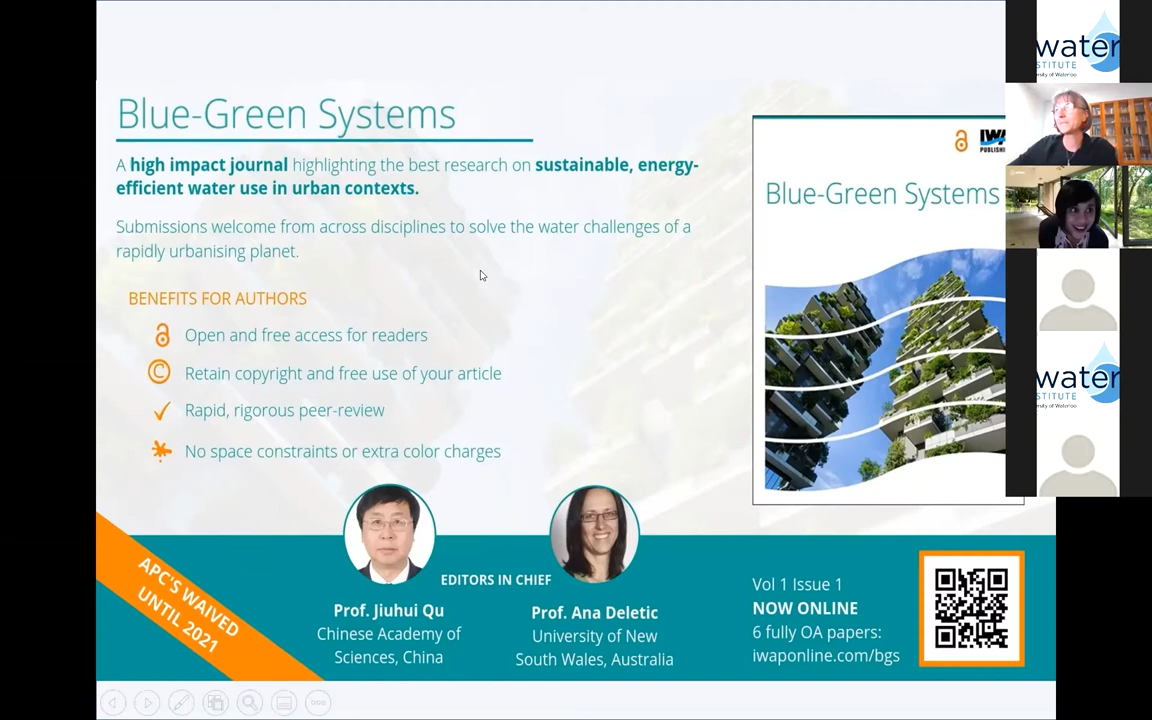 Blue-Green Systems
A high impact journal highlighting the best research on sustainable, energy-
efficient water use in urban contexts.
Submissions welcome from across disciplines to solve the water challenges of a
rapidly urbanising planet.
BENEFITS FOR AUTHORS
Open and free access for readers
Retain copyright and free use of your article
Rapid, rigorous peer-review
No space constraints or extra color charges
APC'S WAIVED
UNTIL 2021
EDITORS IN CHIEF
Prof. Jiuhui Qu
Chinese Academy of
Sciences, China
Prof. Ana Deletic
University of New
South Wales, Australia
Vol 1 Issue 1
NOW ONLINE
6 fully OA papers:
iwaponline.com/bgs
Blue-Green Systems
water
STITUTE
water
STITUTE